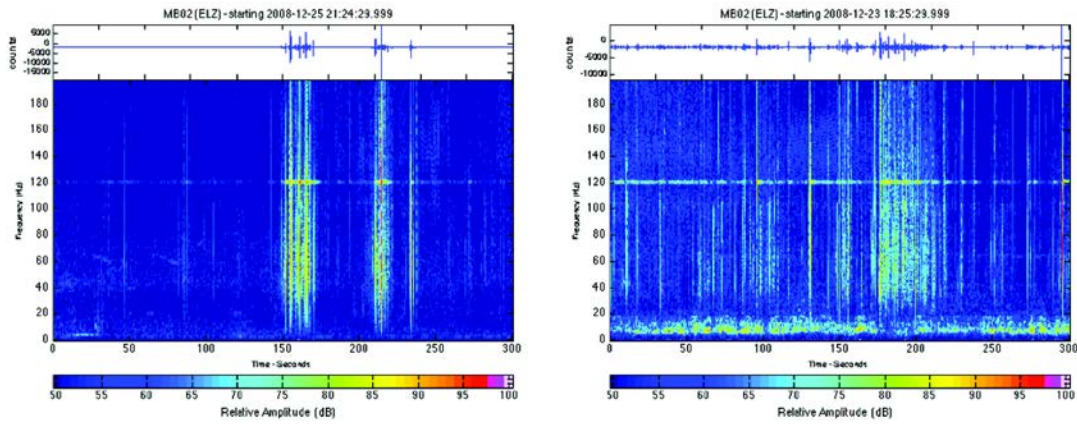 MB02 (ELZ) - starting 2008-12-25 21:24:29.999
counts
5000
0
-5000
-10000
-15000
Frequency (Hz)
180
160
140
120
100
80
60
40
20
0
0 50 100 150 200 250 300
Time - Seconds
50 55 60 65 70 75 80 85 90 95 100
Relative Amplitude (dB)
MB02 (ELZ) - starting 2008-12-23 18:25:29.999
counts
0
-5000
-10000
Frequency (Hz)
180
160
140
120
100
80
60
40
20
0
0 50 100 150 200 250 300
Time - Seconds
50 55 60 65 70 75 80 85 90 95 100
Relative Amplitude (dB)